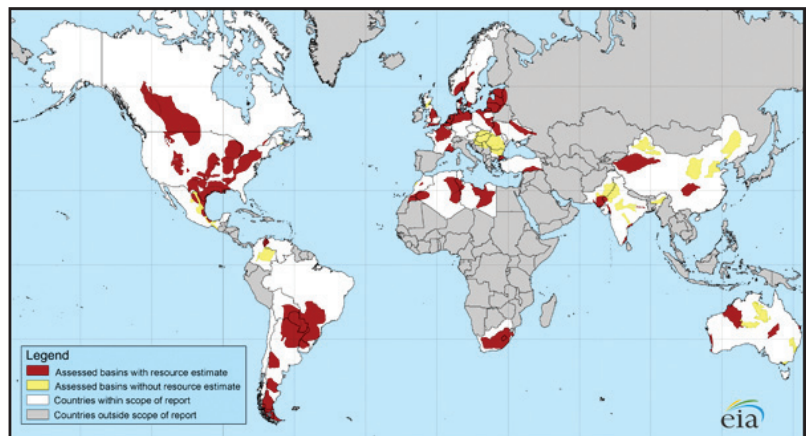 Legend
Assessed basins with resource estimate
Assessed basins without resource estimate
Countries within scope of report
Countries outside scope of report
eia